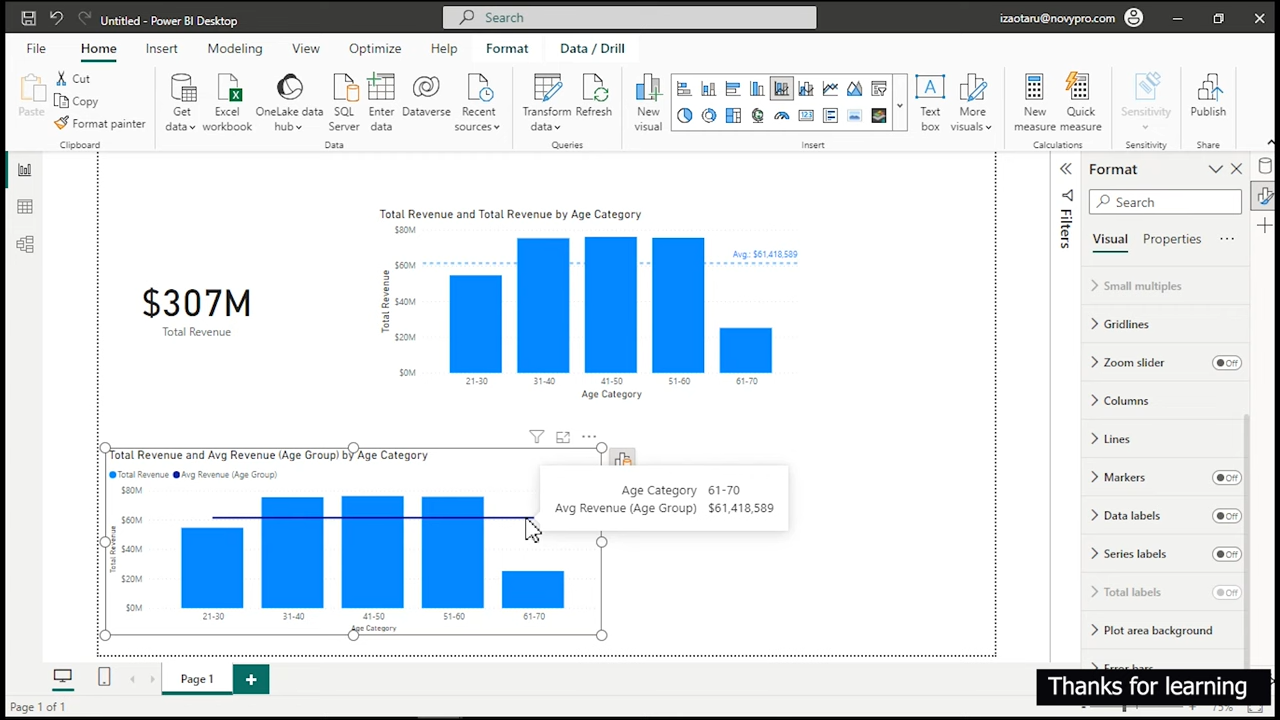 Untitled - Power BI Desktop
Search
izaotaru@novypro.com
File
Home
Insert
Modeling
View
Optimize
Help
Format
Data / Drill
Paste
Cut
Copy
Format painter
Clipboard
Get data
Excel workbook
OneLake data hub
SQL Server
Enter data
Dataverse
Recent sources
Data
Transform data
Refresh
Queries
New visual
Text box
More visuals
Insert
New measure
Quick measure
Calculations
Sensitivity
Sensitivity
Publish
Share
$307M
Total Revenue
Total Revenue and Total Revenue by Age Category
Total Revenue
$80M
$60M
$40M
$20M
$0M
Avg.: $61,418,589
21-30
31-40
41-50
51-60
61-70
Age Category
Total Revenue and Avg Revenue (Age Group) by Age Category
Total Revenue
Avg Revenue (Age Group)
Total Revenue
$80M
$60M
$40M
$20M
$0M
21-30
31-40
41-50
51-60
61-70
Age Category
Age Category 61-70
Avg Revenue (Age Group) $61,418,589
Filters
Format
Search
Visual
Properties
Small multiples
Gridlines
Zoom slider Off
Columns
Lines
Markers Off
Data labels Off
Series labels Off
Total labels Off
Plot area background
Page 1
Page 1 of 1
Thanks for learning